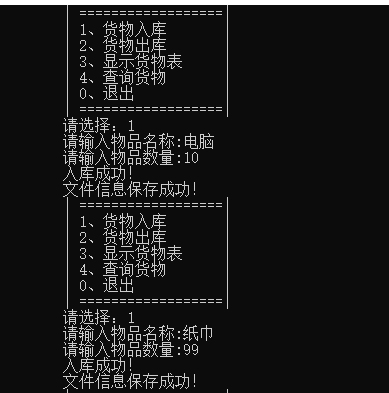 | ================== |
| 1、货物入库
| 2、货物出库
| 3、显示货物表
| 4、查询货物
| 0、退出
| ================== |
请选择：1
请输入物品名称:电脑
请输入物品数量:10
入库成功!
文件信息保存成功!
| ================== |
| 1、货物入库
| 2、货物出库
| 3、显示货物表
| 4、查询货物
| 0、退出
| ================== |
请选择：1
请输入物品名称:纸巾
请输入物品数量:99
入库成功!
文件信息保存成功!